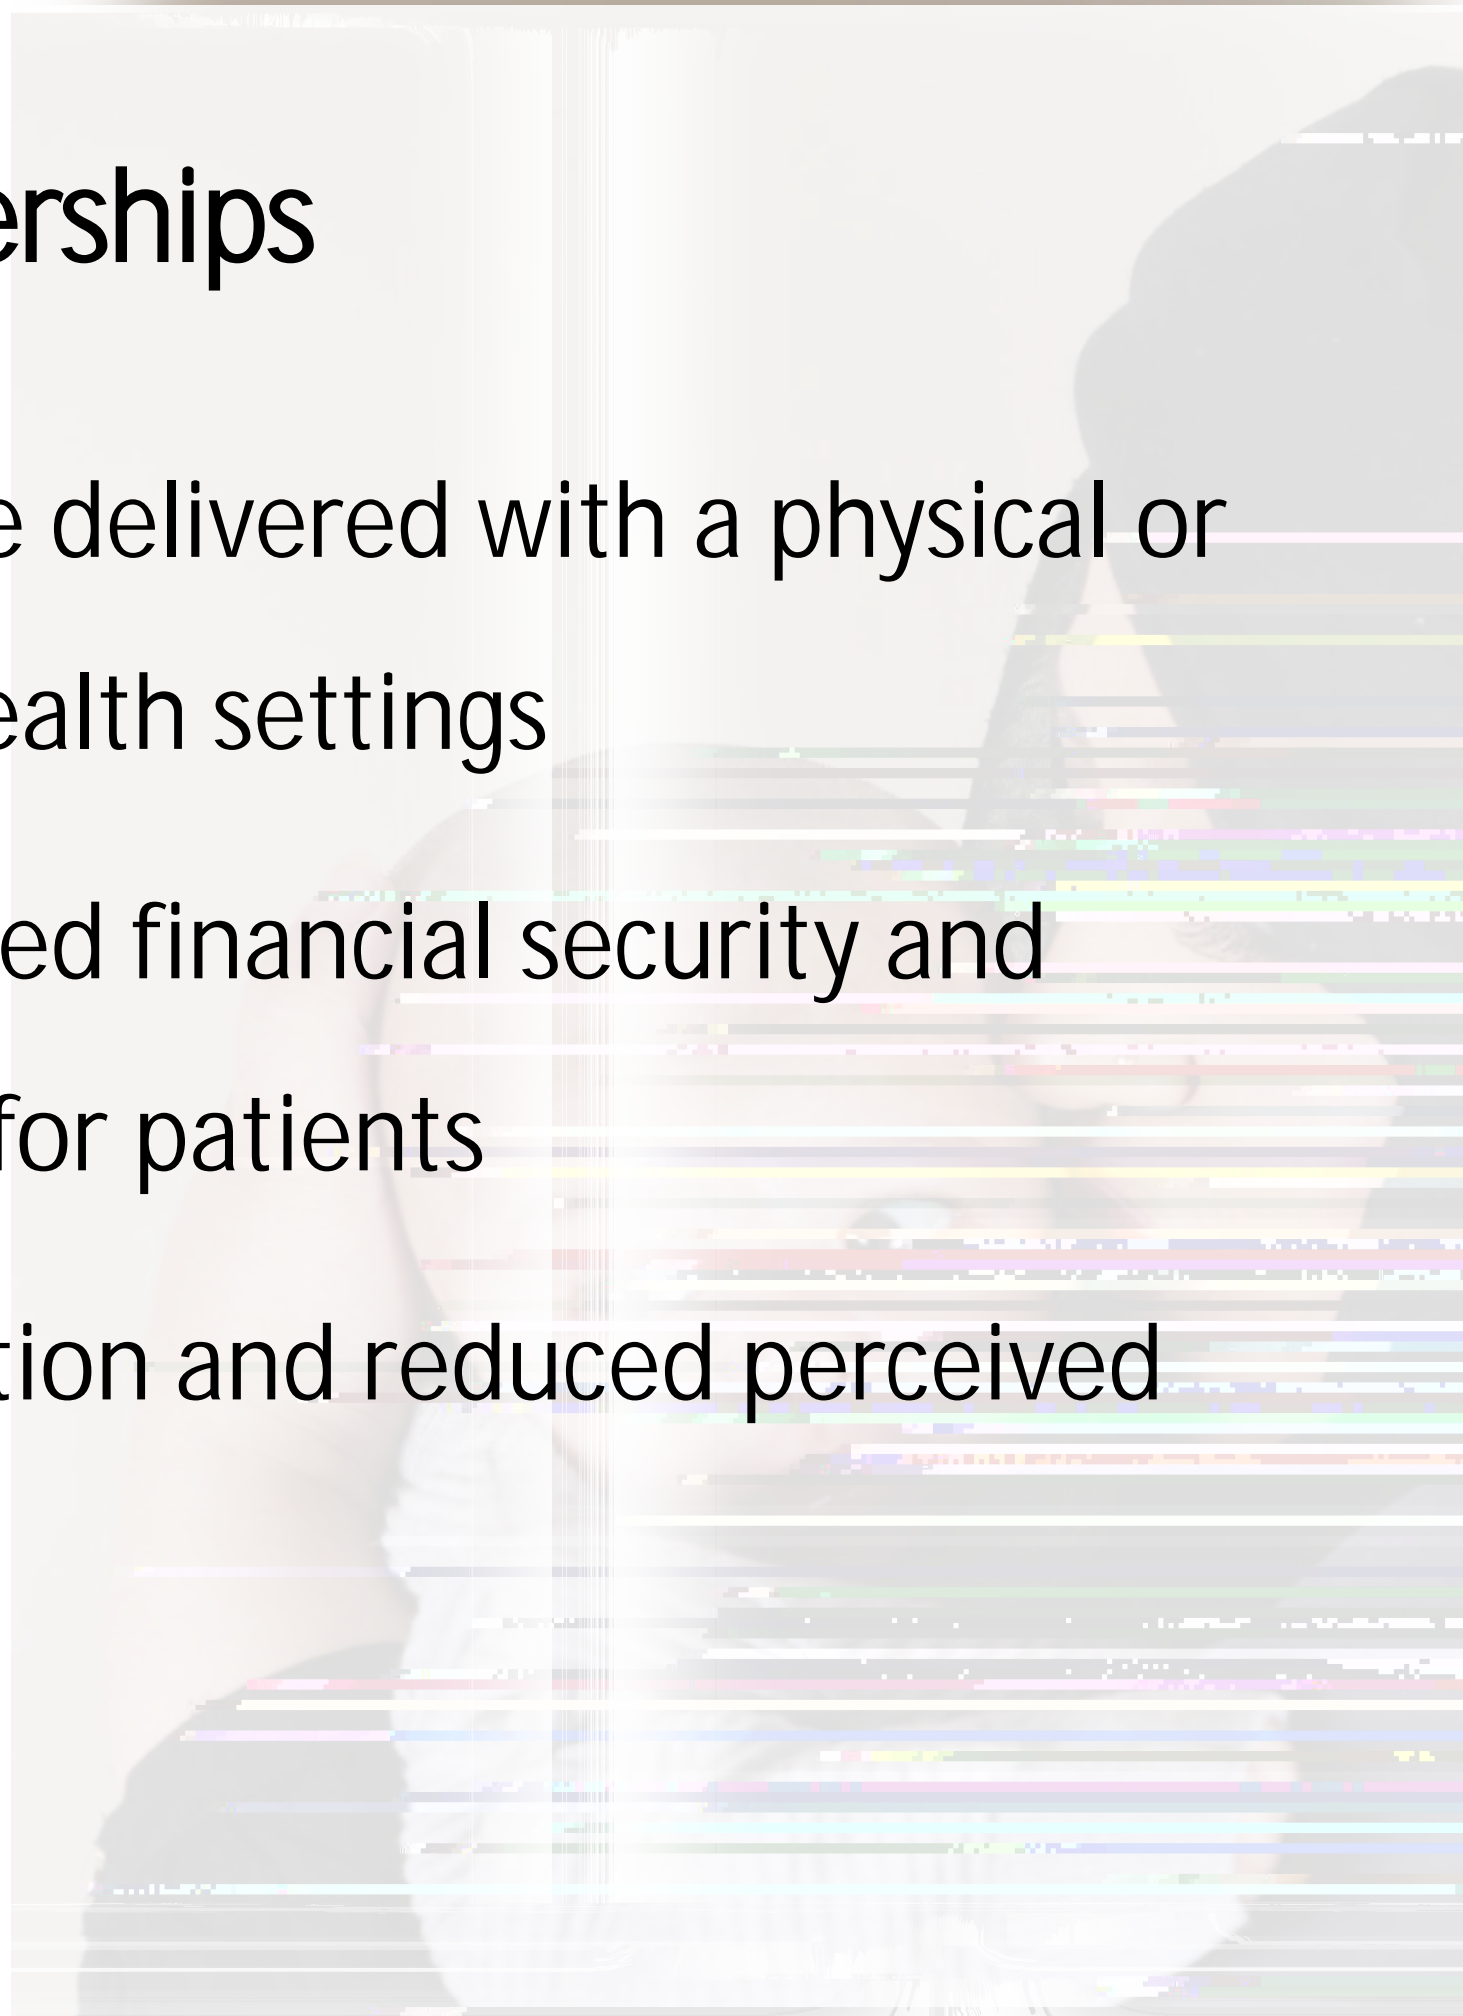 erships
e delivered with a physical or
ealth settings
ed financial security and
for patients
tion and reduced perceived